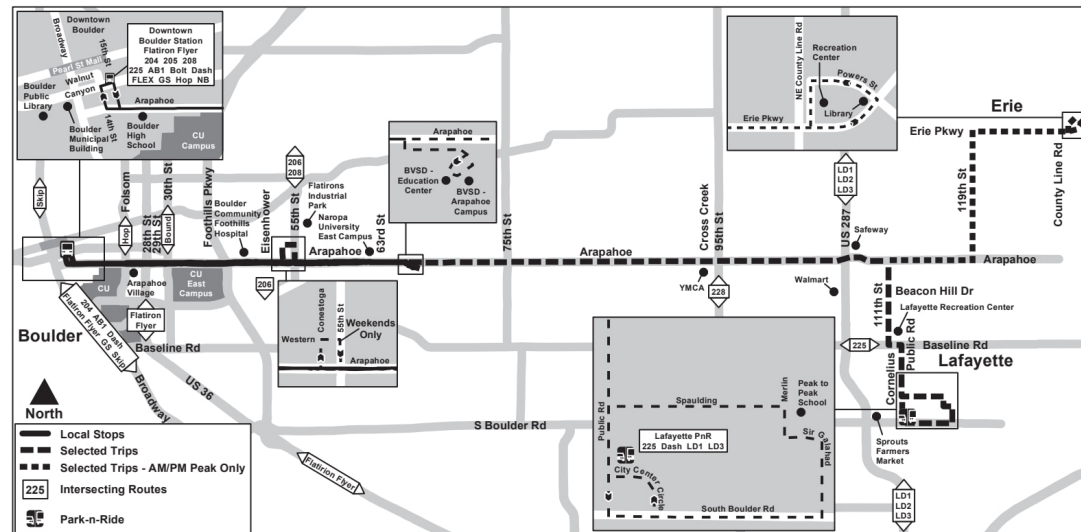 Downtown
Boulder
Broadway
15th St
Pearl St Mall
Walnut
Canyon
14th St
Arapahoe
Boulder
Public
Library
Boulder
Municipal
Building
Boulder
High
School
CU
Campus
Downtown
Boulder Station
Flatiron Flyer
204 205 208
225 AB1 Bolt Dash
FLEX GS Hop NB
Skip
Hop
Folsom
28th St
29th St
30th St
Bound
Foothills Pkwy
Boulder
Community
Foothills
Hospital
Eisenhower
206
208
55th St
Flatirons
Industrial
Park
Naropa
University
East Campus
63rd St
Arapahoe
206
Arapahoe
BVSD -
Education
Center
BVSD -
Arapahoe
Campus
75th St
Arapahoe
Cross Creek
95th St
YMCA
228
NE County Line Rd
Recreation
Center
Powers St
Library
Erie Pkwy
LD1
LD2
LD3
US 287
Safeway
Walmart
Erie
Erie Pkwy
County Line Rd
119th St
Arapahoe
111th St
Beacon Hill Dr
Lafayette Recreation Center
Public Rd
225
Baseline Rd
Lafayette
Cornelius
Sprouts
Farmers
Market
LD1
LD2
LD3
CU
Arapahoe
Village
CU
East
Campus
Flatiron
Flyer
204 AB1 Dash
Flatiron Flyer GS Skip
Boulder
Baseline Rd
Broadway
US 36
Flatirion Flyer
S Boulder Rd
Western
Conestoga
55th St
Weekends
Only
Arapahoe
Public Rd
Spaulding
Merlin
Peak to
Peak
School
Sir Galahad
Lafayette PnR
225 Dash LD1 LD3
City Center Circle
South Boulder Rd
North
Local Stops
Selected Trips
Selected Trips - AM/PM Peak Only
225
Intersecting Routes
Park-n-Ride